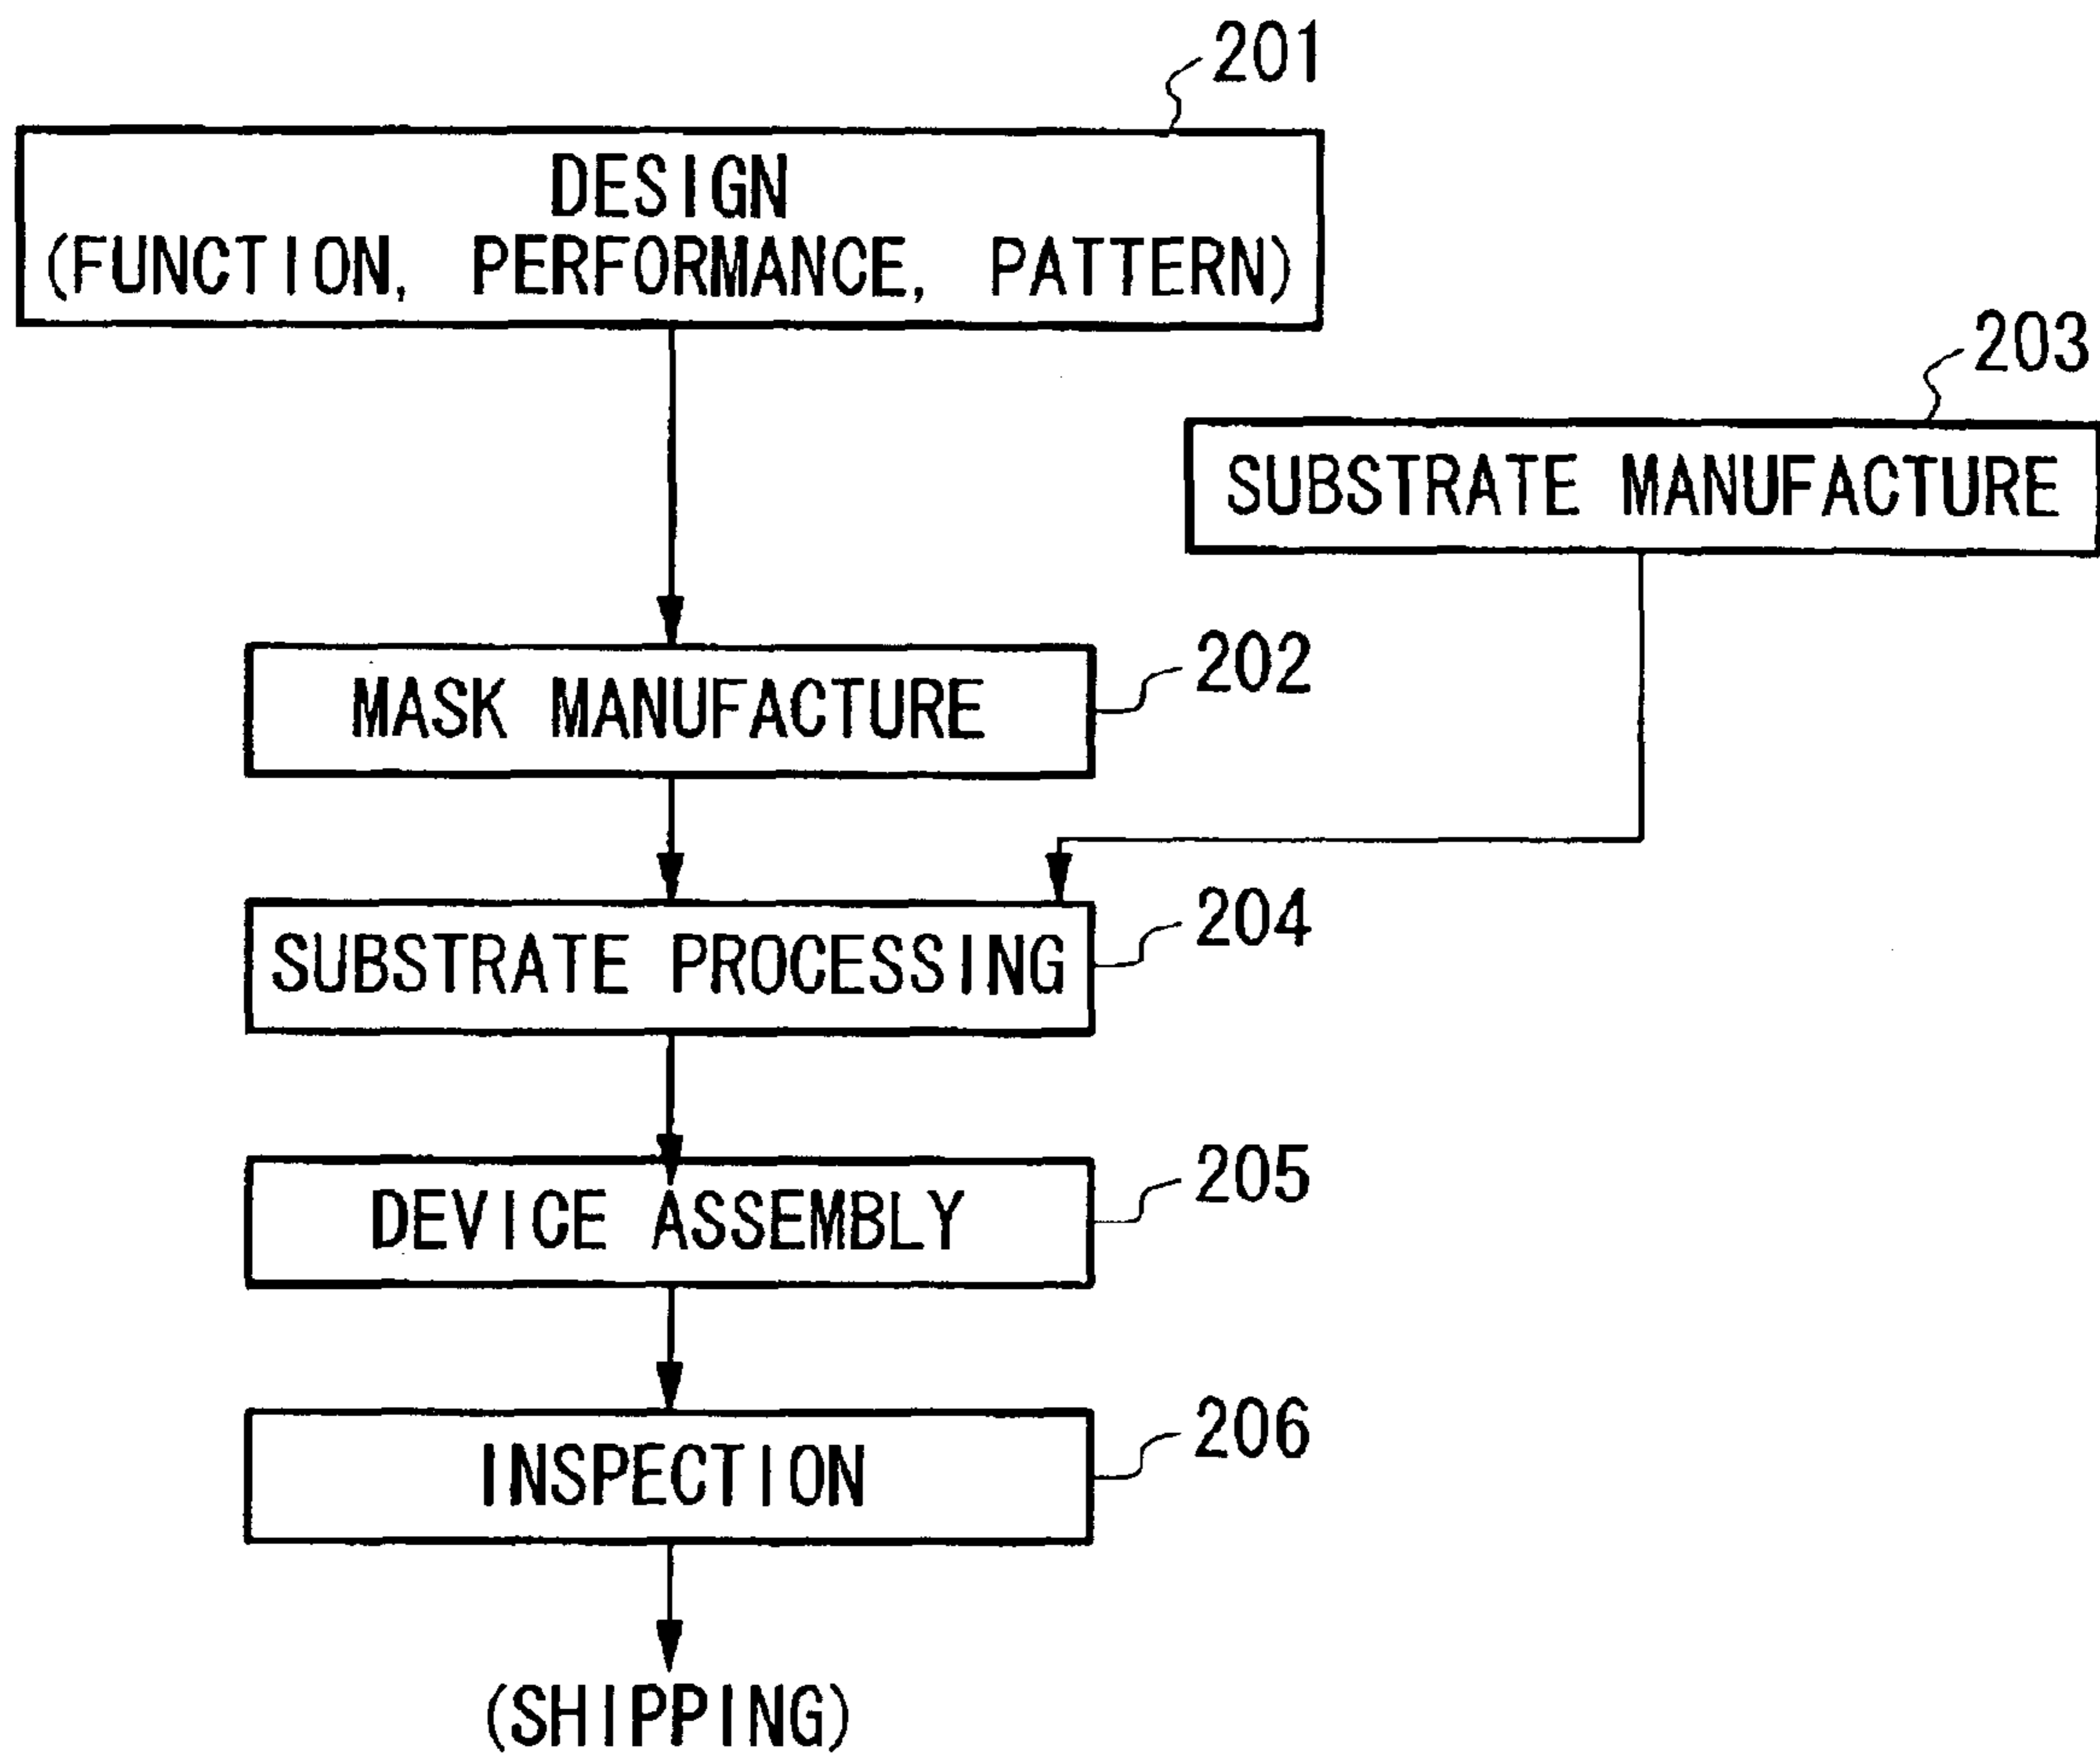 201
DESIGN
(FUNCTION, PERFORMANCE, PATTERN)
203
SUBSTRATE MANUFACTURE
202
MASK MANUFACTURE
204
SUBSTRATE PROCESSING
205
DEVICE ASSEMBLY
206
INSPECTION
(SHIPPING)